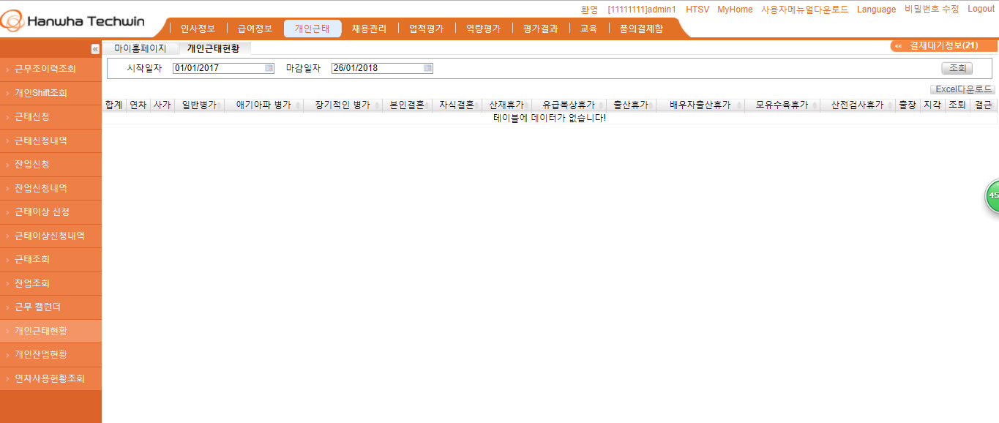 환영 [11111111]admin1 HTSV MyHome 사용자메뉴얼다운로드 Language 비밀번호 수정 Logout
Hanwha Techwin
인사정보 급여정보 개인근태 채용관리 업적평가 역량평가 평가결과 교육 품의결제함
마이홈페이지 개인근태현황 결재대기정보(21)
시작일자 01/01/2017 마감일자 26/01/2018 조회
Excel다운로드
합계 연차 사가 일반병가 애기아파 병가 장기적인 병가 본인결혼 자식결혼 산재휴가 유급복상휴가 출산휴가 배우자출산휴가 모유수육휴가 산전검사휴가 출장 지각 조퇴 결근
테이블에 데이터가 없습니다!
근무조이력조회
개인Shift조회
근태신청
근태신청내역
잔업신청
잔업신청내역
근태이상 신청
근태이상신청내역
근태조회
잔업조회
근무 캘런더
개인근태현황
개인잔업현황
연차사용현황조회
45